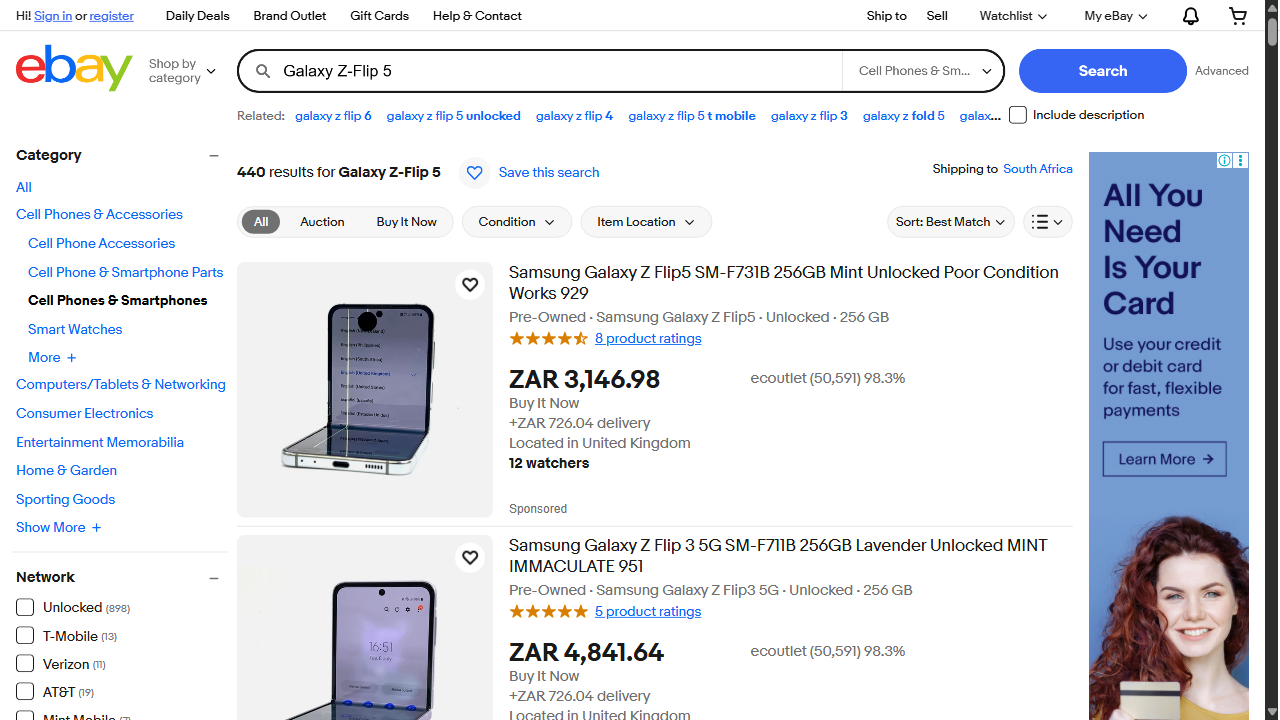 Hi! Sign in or register
Daily Deals
Brand Outlet
Gift Cards
Help & Contact
Ship to
Sell
Watchlist
My eBay
ebay
Shop by
category
Galaxy Z-Flip 5
Cell Phones & Sm...
Search
Advanced
Related:
galaxy z flip 6
galaxy z flip 5 unlocked
galaxy z flip 4
galaxy z flip 5 t mobile
galaxy z flip 3
galaxy z fold 5
galax...
Include description
Category
All
Cell Phones & Accessories
Cell Phone Accessories
Cell Phone & Smartphone Parts
Cell Phones & Smartphones
Smart Watches
More +
Computers/Tablets & Networking
Consumer Electronics
Entertainment Memorabilia
Home & Garden
Sporting Goods
Show More +
Network
Unlocked (898)
T-Mobile (13)
Verizon (11)
AT&T (19)
Mint Mobile (7)
440 results for Galaxy Z-Flip 5
Save this search
Shipping to South Africa
All
Auction
Buy It Now
Condition
Item Location
Sort: Best Match
Samsung Galaxy Z Flip5 SM-F731B 256GB Mint Unlocked Poor Condition
Works 929
Pre-Owned · Samsung Galaxy Z Flip5 · Unlocked · 256 GB
8 product ratings
ZAR 3,146.98
ecoutlet (50,591) 98.3%
Buy It Now
+ZAR 726.04 delivery
Located in United Kingdom
12 watchers
Sponsored
Samsung Galaxy Z Flip 3 5G SM-F711B 256GB Lavender Unlocked MINT
IMMACULATE 951
Pre-Owned · Samsung Galaxy Z Flip3 5G · Unlocked · 256 GB
5 product ratings
ZAR 4,841.64
ecoutlet (50,591) 98.3%
Buy It Now
+ZAR 726.04 delivery
Located in United Kingdom
16:51
All You
Need
Is Your
Card
Use your credit
or debit card
for fast, flexible
payments
Learn More →